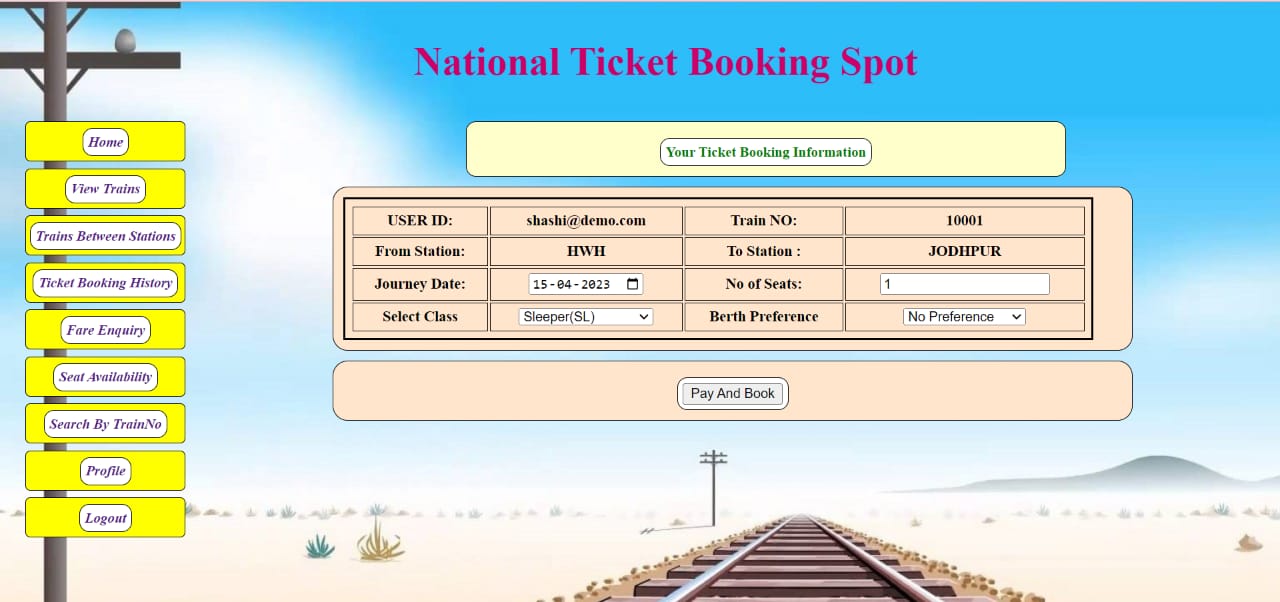 National Ticket Booking Spot
Home
View Trains
Trains Between Stations
Ticket Booking History
Fare Enquiry
Seat Availability
Search By TrainNo
Profile
Logout
Your Ticket Booking Information
USER ID: shashi@demo.com Train NO: 10001
From Station: HWH To Station : JODHPUR
Journey Date: 15-04-2023 No of Seats: 1
Select Class Sleeper(SL) Berth Preference No Preference
Pay And Book